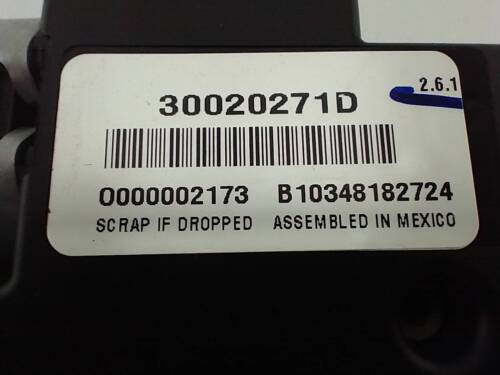 2.6.1
30020271D
0000002173 B10348182724
SCRAP IF DROPPED ASSEMBLED IN MEXICO